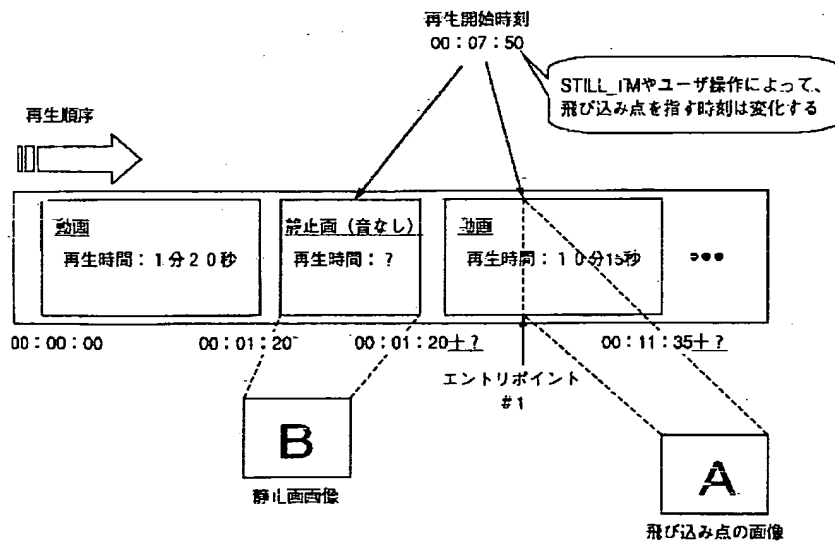 再生開始時刻
00：07：50
STILL_TMやユーザ操作によって、
飛び込み点を指す時刻は変化する
再生順序
動画
再生時間：1分20秒
静止画（音なし）
再生時間：？
動画
再生時間：10分15秒
●●●
00：00：00
00：01：20
00：01：20＋？
00：11：35＋？
エントリポイント
#1
B
静止画画像
A
飛び込み点の画像